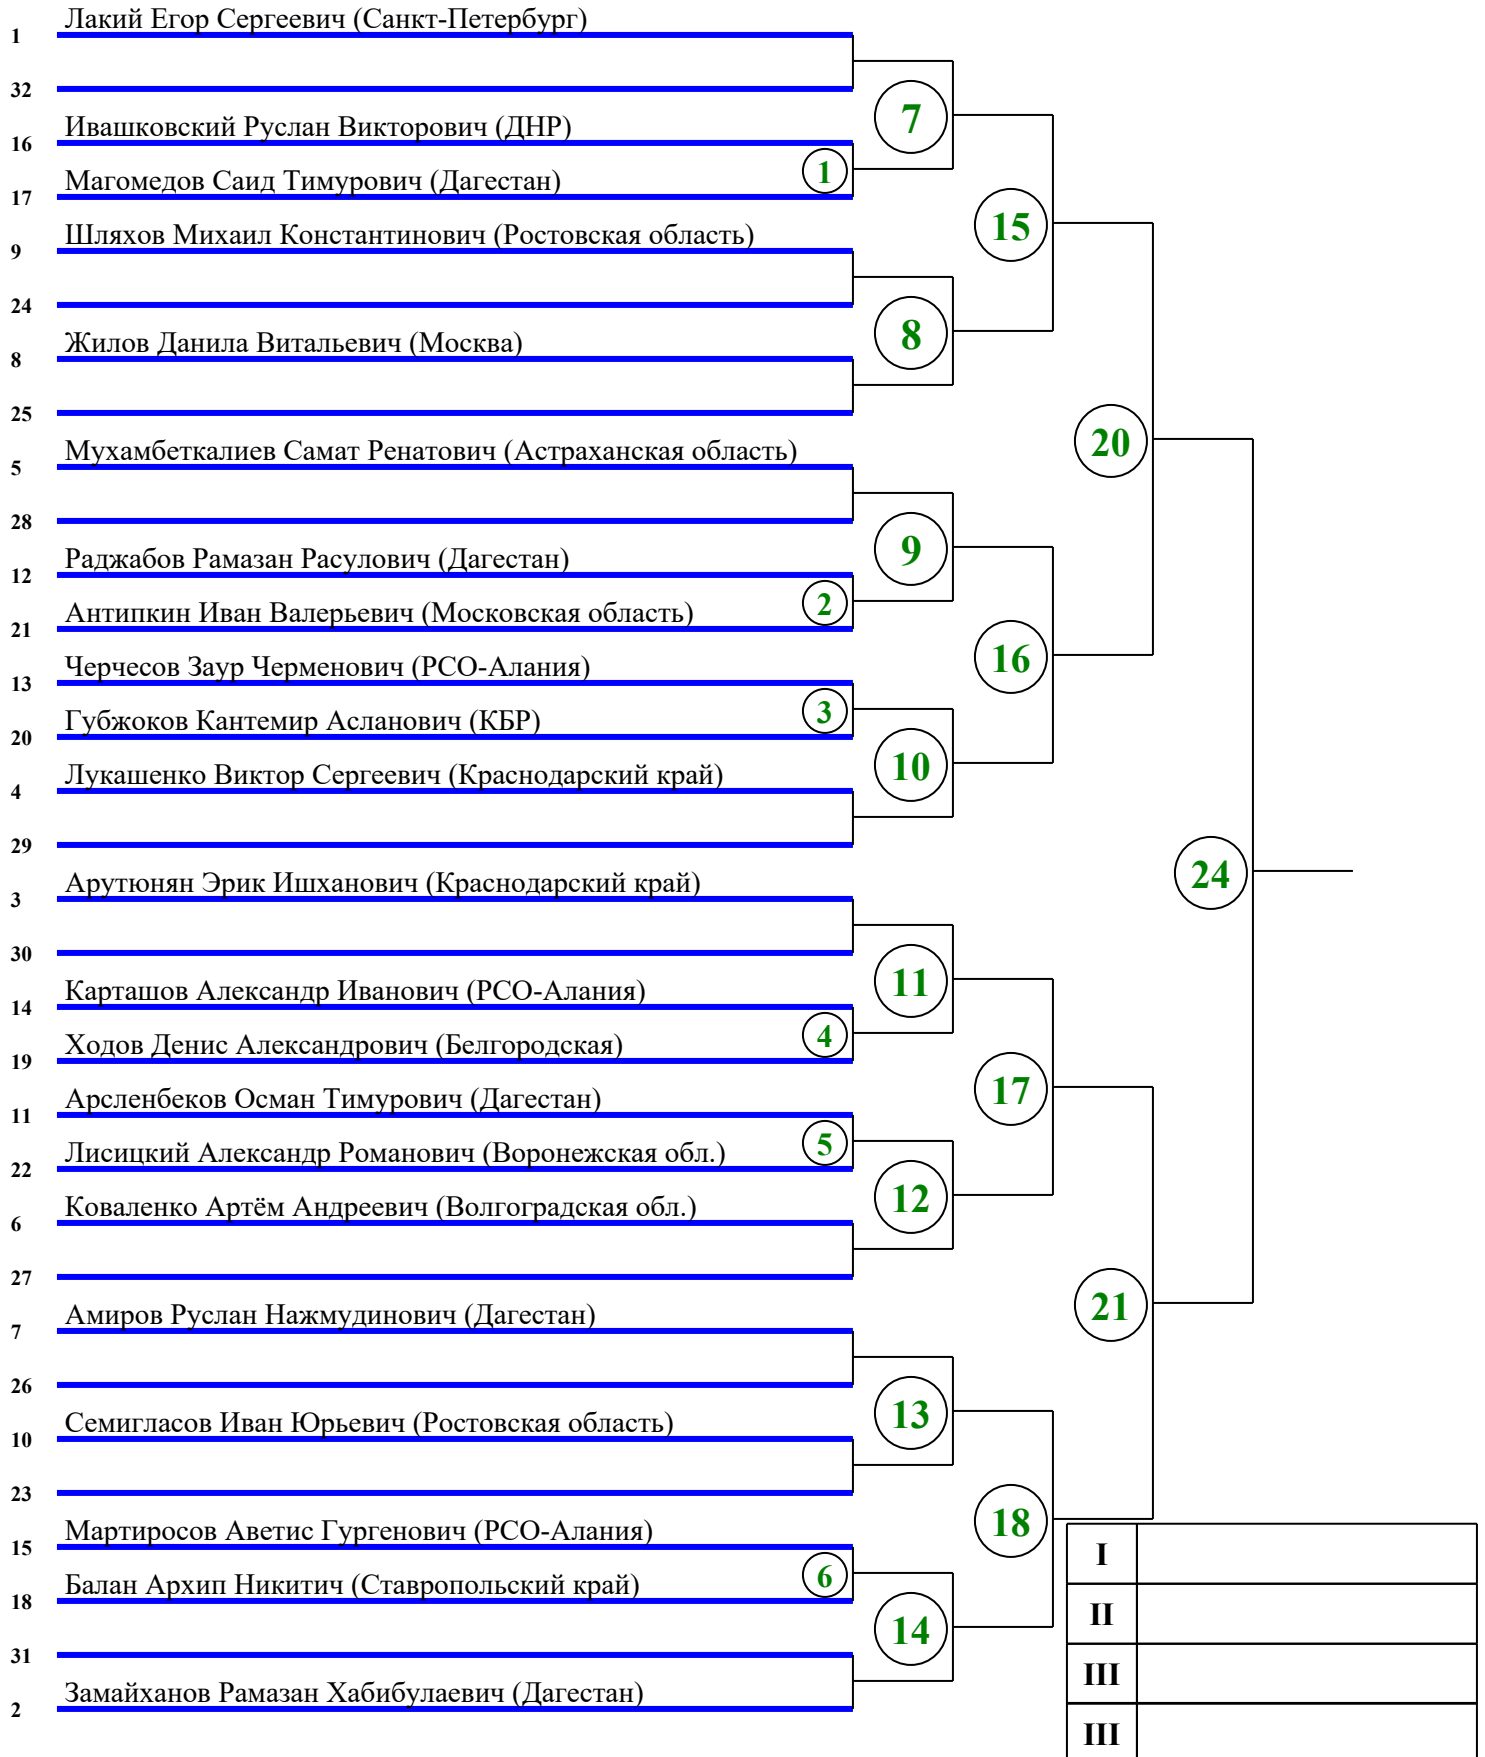 1 Лакий Егор Сергеевич (Санкт-Петербург)
32
7
16 Ивашковский Руслан Викторович (ДНР)
1
17 Магомедов Саид Тимурович (Дагестан)
15
9 Шляхов Михаил Константинович (Ростовская область)
24
8
8 Жилов Данила Витальевич (Москва)
25
20
5 Мухамбеткалиев Самат Ренатович (Астраханская область)
28
9
12 Раджабов Рамазан Расулович (Дагестан)
2
21 Антипкин Иван Валерьевич (Московская область)
16
13 Черчесов Заур Черменович (РСО-Алания)
3
20 Губжоков Кантемир Асланович (КБР)
10
4 Лукашенко Виктор Сергеевич (Краснодарский край)
29
24
3 Арутюнян Эрик Ишханович (Краснодарский край)
30
11
14 Карташов Александр Иванович (РСО-Алания)
4
19 Ходов Денис Александрович (Белгородская)
17
11 Арсленбеков Осман Тимурович (Дагестан)
5
22 Лисицкий Александр Романович (Воронежская обл.)
12
6 Коваленко Артём Андреевич (Волгоградская обл.)
27
21
7 Амиров Руслан Нажмудинович (Дагестан)
26
13
10 Семигласов Иван Юрьевич (Ростовская область)
23
18
15 Мартиросов Аветис Гургенович (РСО-Алания)
I
6
18 Балан Архип Никитич (Ставропольский край)
II
14
31
III
2 Замайханов Рамазан Хабибулаевич (Дагестан)
III